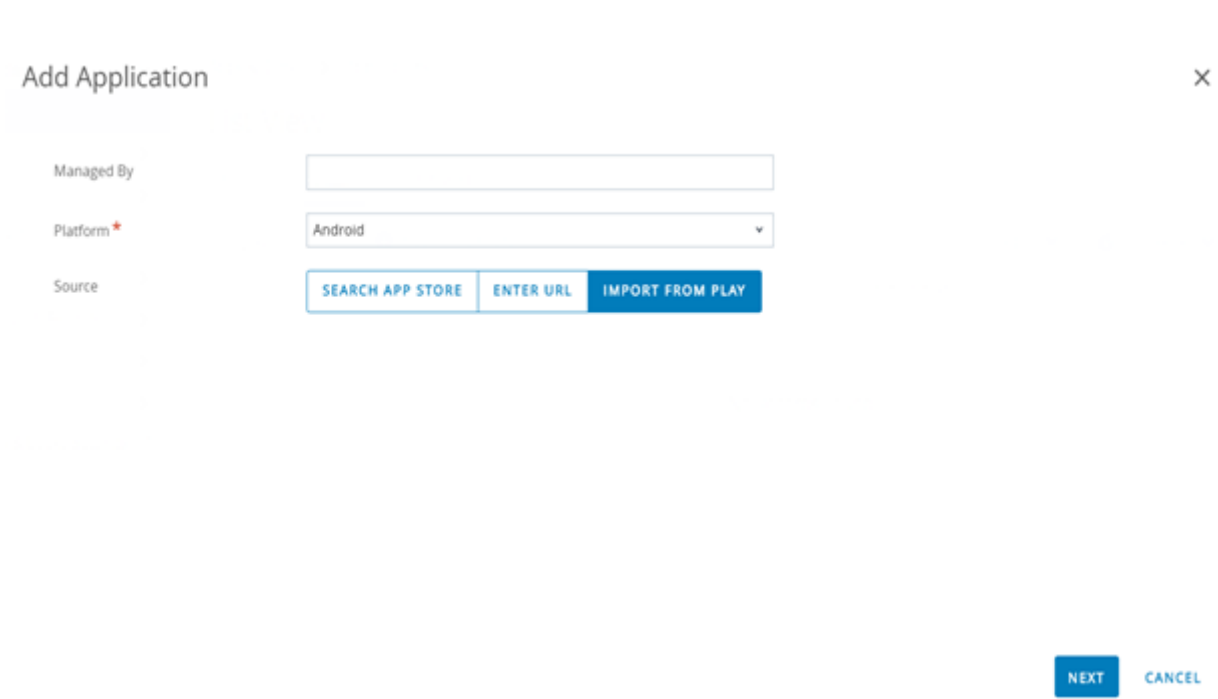 Add Application
Managed By
Platform *
Android
Source
SEARCH APP STORE
ENTER URL
IMPORT FROM PLAY
NEXT
CANCEL